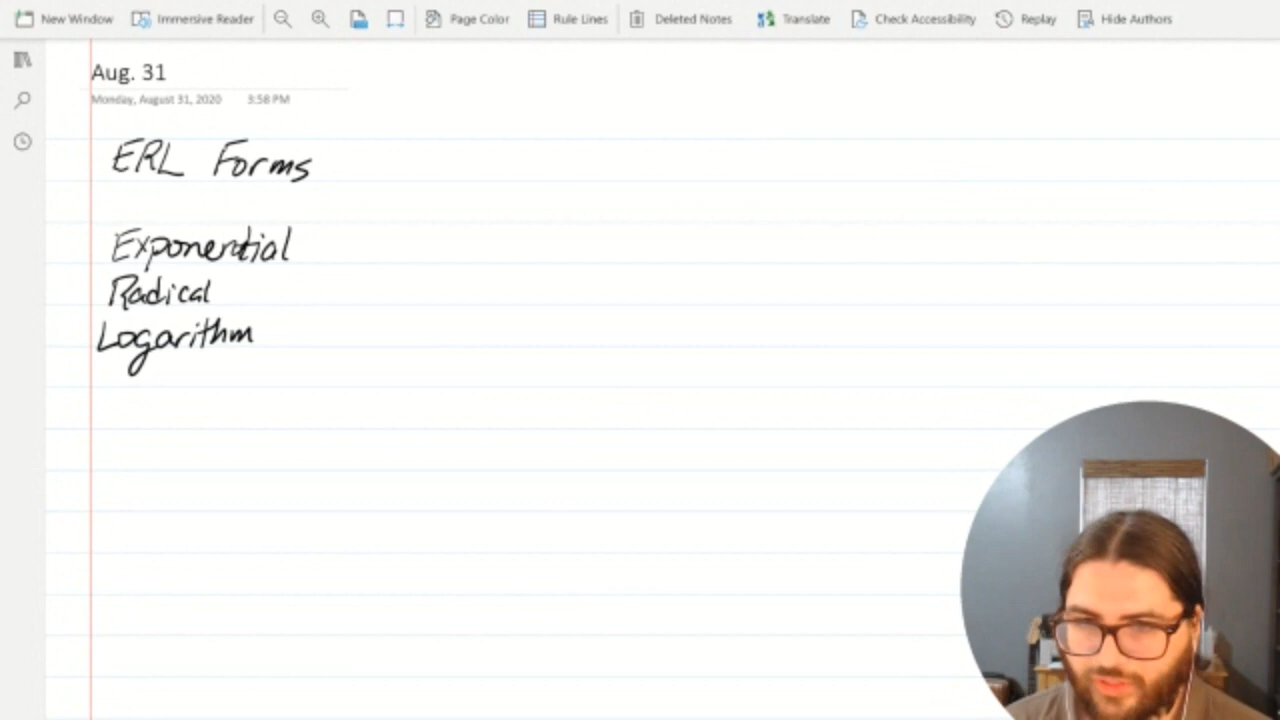 New Window Immersive Reader Page Color Rule Lines Deleted Notes Translate Check Accessibility Replay Hide Authors
Aug. 31
Monday, August 31, 2020 3:58 PM
ERL Forms
Exponential
Radical
Logarithm